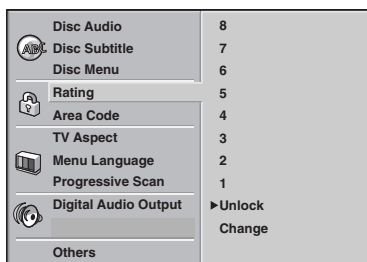 Disc Audio
Disc Subtitle
Disc Menu
Rating
Area Code
TV Aspect
Menu Language
Progressive Scan
Digital Audio Output
Others
8
7
6
5
4
3
2
1
►Unlock
Change
ABC